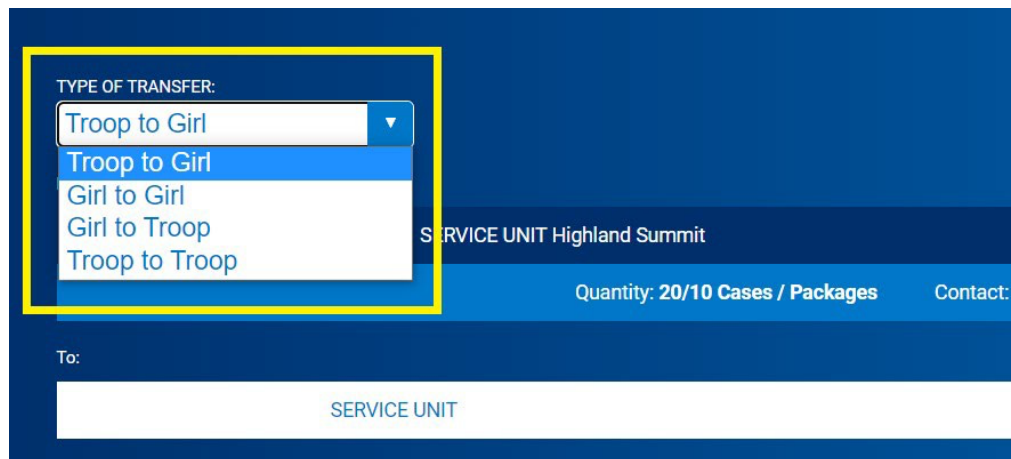 TYPE OF TRANSFER:
Troop to Girl
Troop to Girl
Girl to Girl
Girl to Troop
Troop to Troop
SERVICE UNIT Highland Summit
Quantity: 20/10 Cases / Packages Contact:
To:
SERVICE UNIT